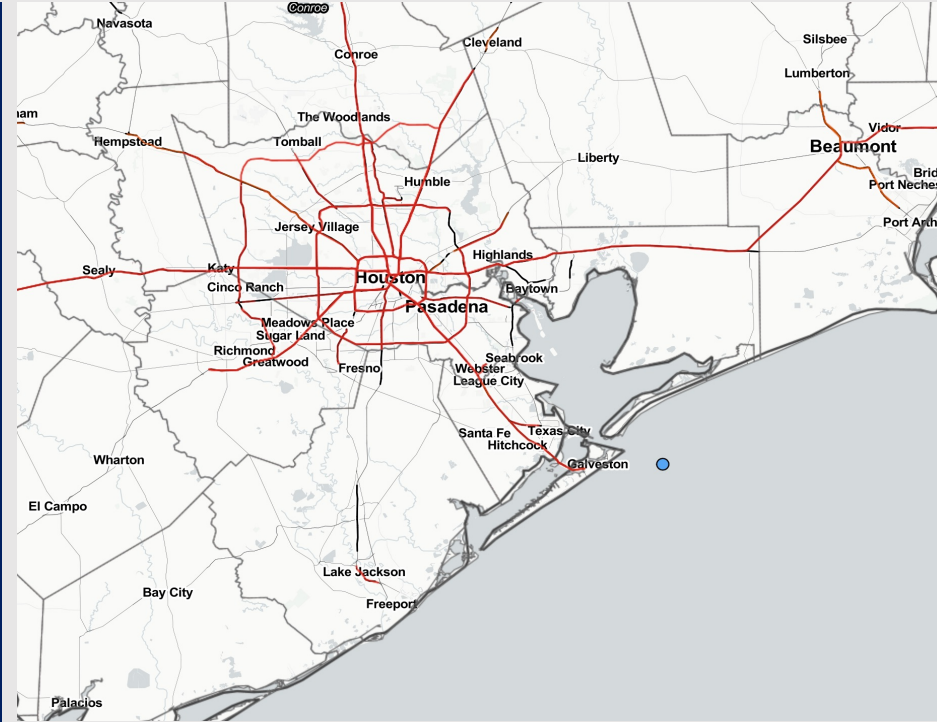 Conroe
Navasota
Silsbee
Cleveland
Conroe
Lumberton
ham
The Woodlands
Vidor
Hempstead
Tomball
Beaumont
Liberty
Brid
Humble
Port Neches
Port Arth
Jersey Village
Highlands
Katy
Sealy
Houston
Cinco Ranch
Baytown
Pasadena
Meadows Place
Sugar Land
Richmond
Seabrook
Greatwood
Fresno
Webster
League City
Santa Fe
Texas City
Hitchcock
Wharton
Galveston
El Campo
Lake Jackson
Bay City
Freeport
Palacios